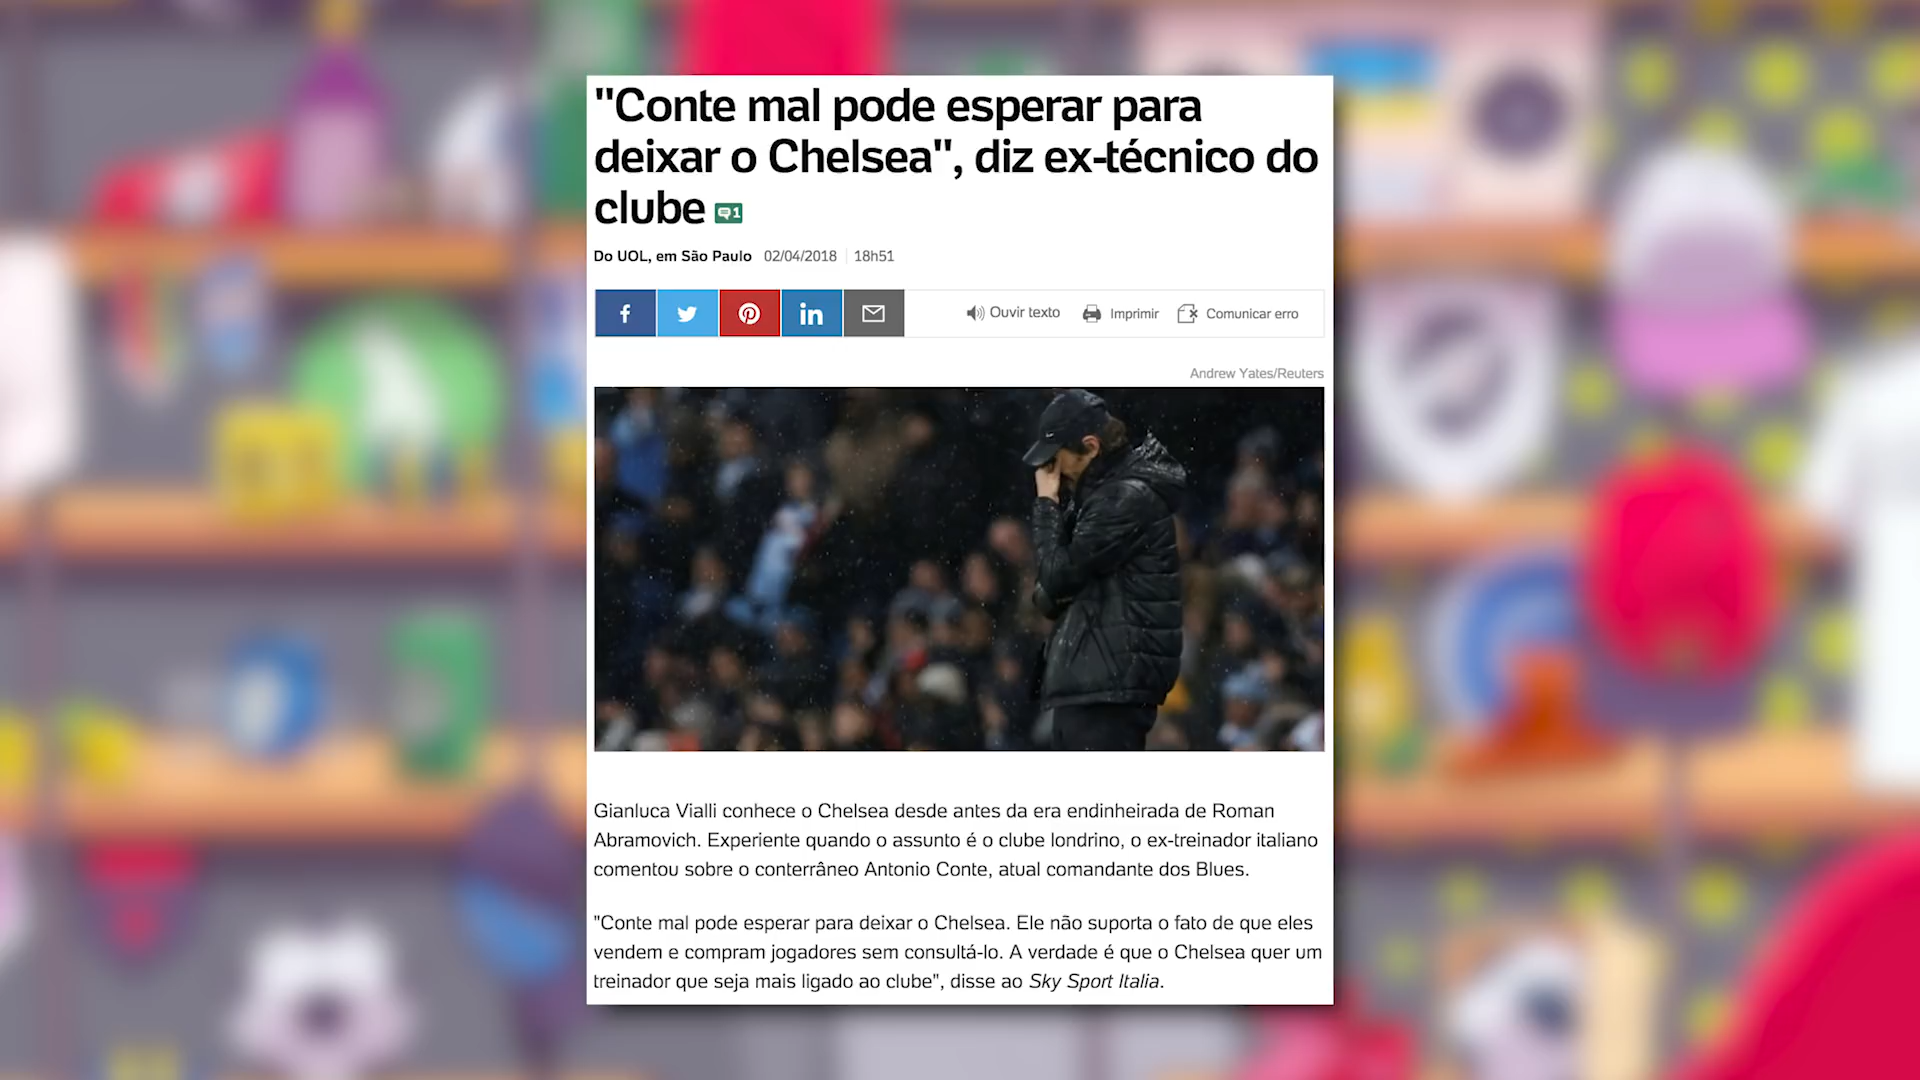 "Conte mal pode esperar para
deixar o Chelsea", diz ex-técnico do
clube 1
Do UOL, em São Paulo 02/04/2018 18h51
f in Ouvir texto Imprimir Comunicar erro
Andrew Yates/Reuters
Gianluca Vialli conhece o Chelsea desde antes da era endinheirada de Roman
Abramovich. Experiente quando o assunto é o clube londrino, o ex-treinador italiano
comentou sobre o conterrâneo Antonio Conte, atual comandante dos Blues.
"Conte mal pode esperar para deixar o Chelsea. Ele não suporta o fato de que eles
vendem e compram jogadores sem consultá-lo. A verdade é que o Chelsea quer um
treinador que seja mais ligado ao clube", disse ao Sky Sport Italia.